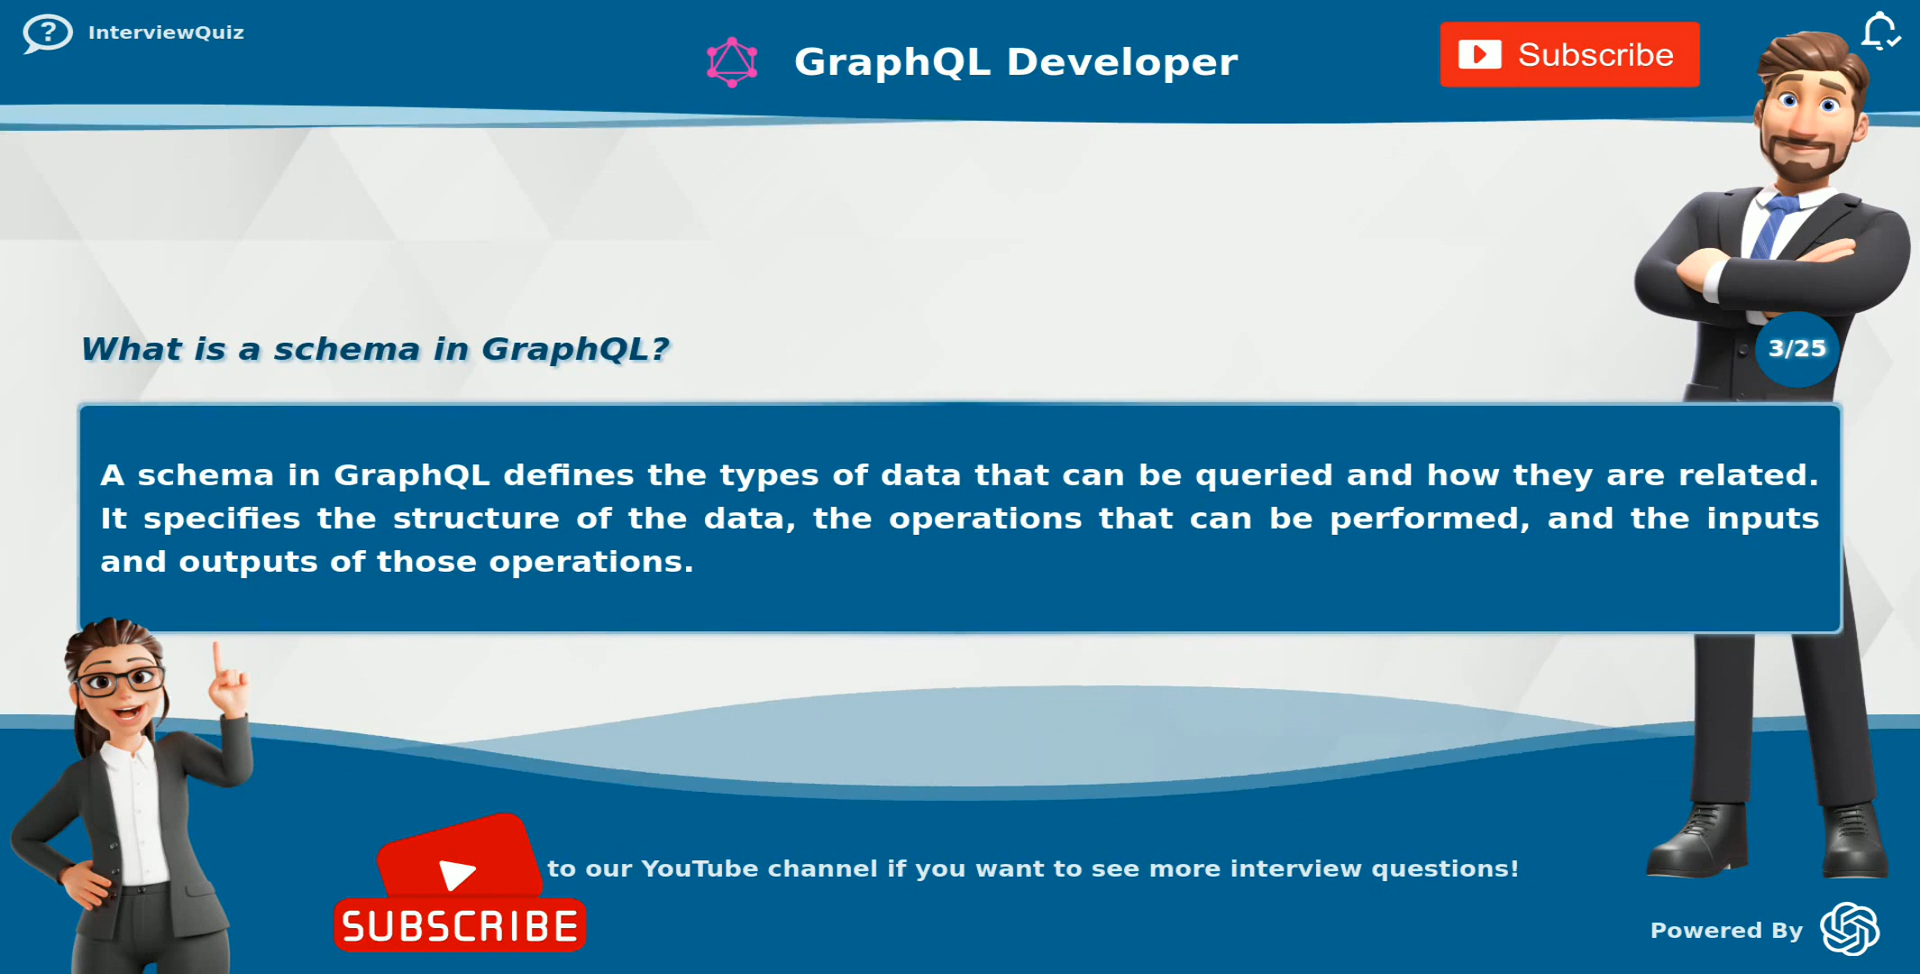 InterviewQuiz
GraphQL Developer
Subscribe
What is a schema in GraphQL?
3/25
A schema in GraphQL defines the types of data that can be queried and how they are related.
It specifies the structure of the data, the operations that can be performed, and the inputs
and outputs of those operations.
to our YouTube channel if you want to see more interview questions!
SUBSCRIBE
Powered By